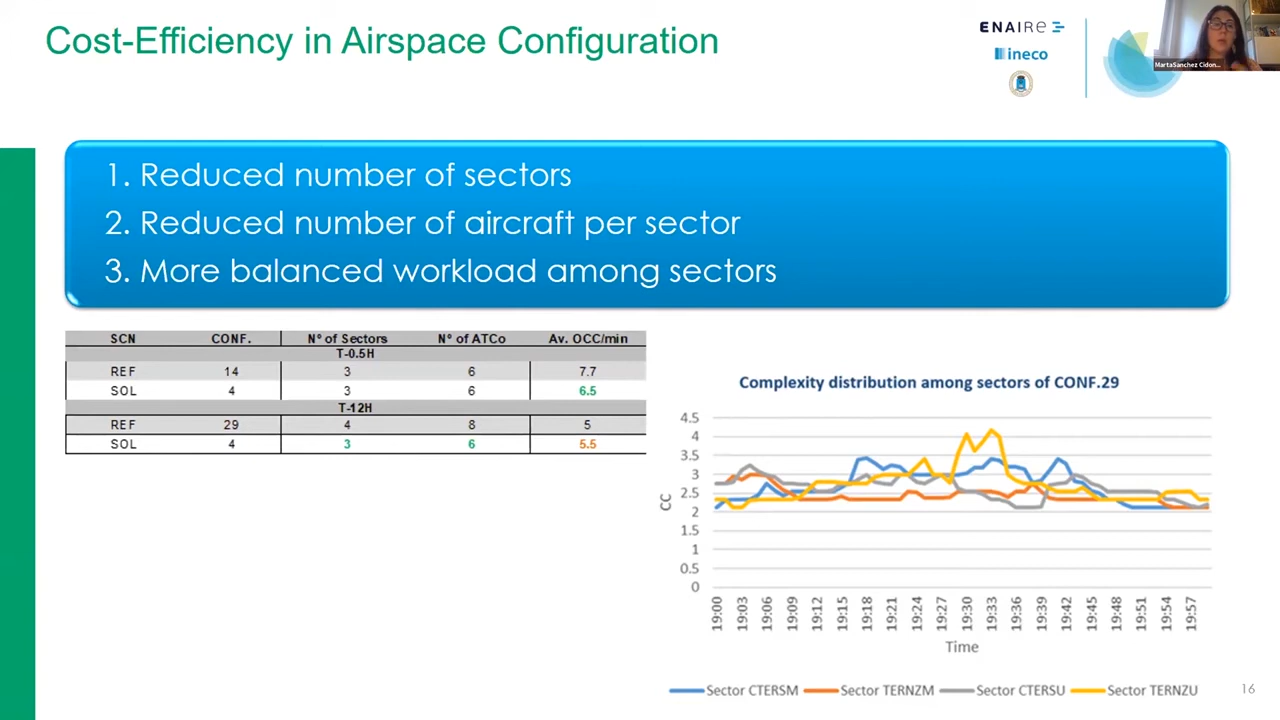 Cost-Efficiency in Airspace Configuration
ENAIRe
ineco
MartaSanchez Cidon...
1. Reduced number of sectors
2. Reduced number of aircraft per sector
3. More balanced workload among sectors
SCN CONF. Nº of Sectors Nº of ATCo Av. OCC/min
T-0.5H
REF 14 3 6 7.7
SOL 4 3 6 6.5
T-12H
REF 29 4 8 5
SOL 4 3 6 5.5
Complexity distribution among sectors of CONF.29
4.5
4
3.5
3
2.5
2
1.5
1
0.5
0
CC
19:00 19:03 19:06 19:09 19:12 19:15 19:18 19:21 19:24 19:27 19:30 19:33 19:36 19:39 19:42 19:45 19:48 19:51 19:54 19:57
Time
Sector CTERSM Sector TERNZM Sector CTERSU Sector TERNZU
16